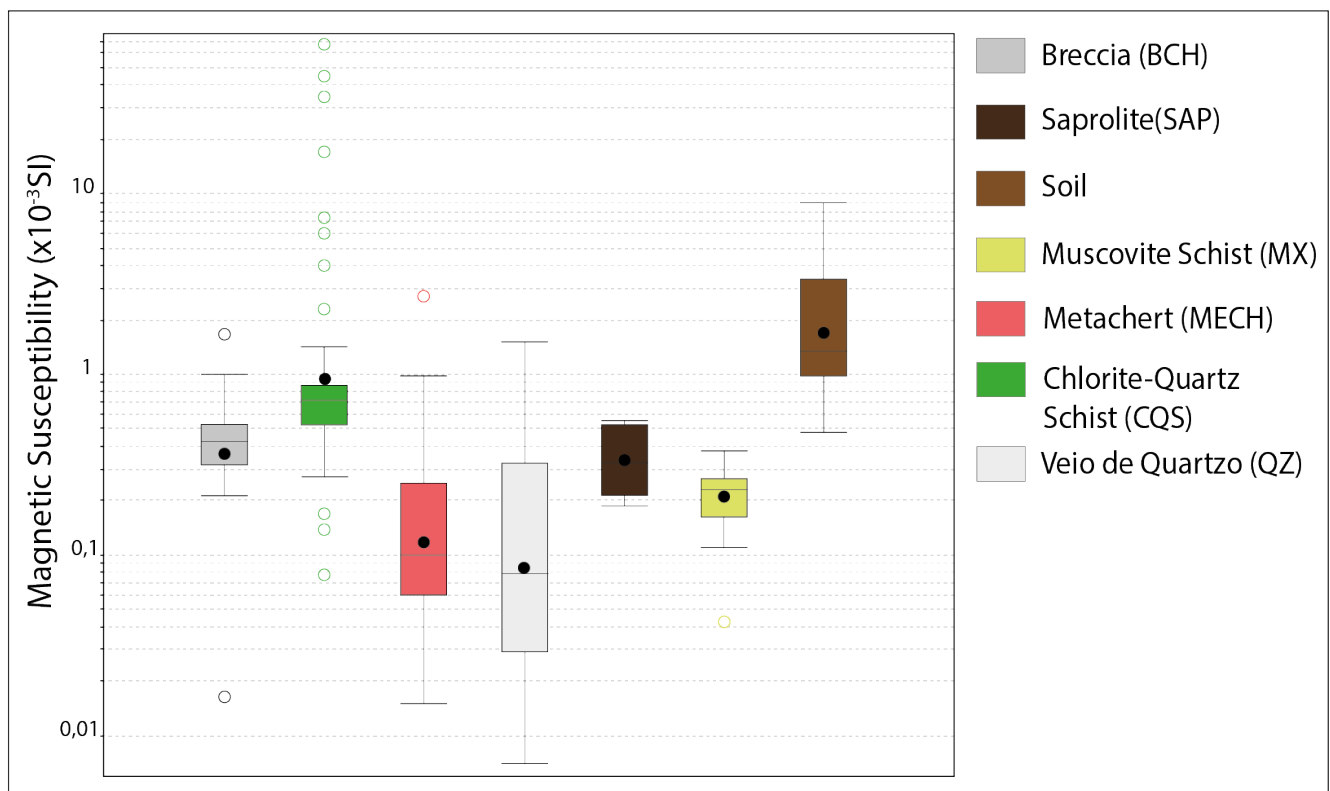 Magnetic Susceptibility (x10⁻³SI)
10
1
0,1
0,01
Breccia (BCH)
Saprolite(SAP)
Soil
Muscovite Schist (MX)
Metachert (MECH)
Chlorite-Quartz
Schist (CQS)
Veio de Quartzo (QZ)